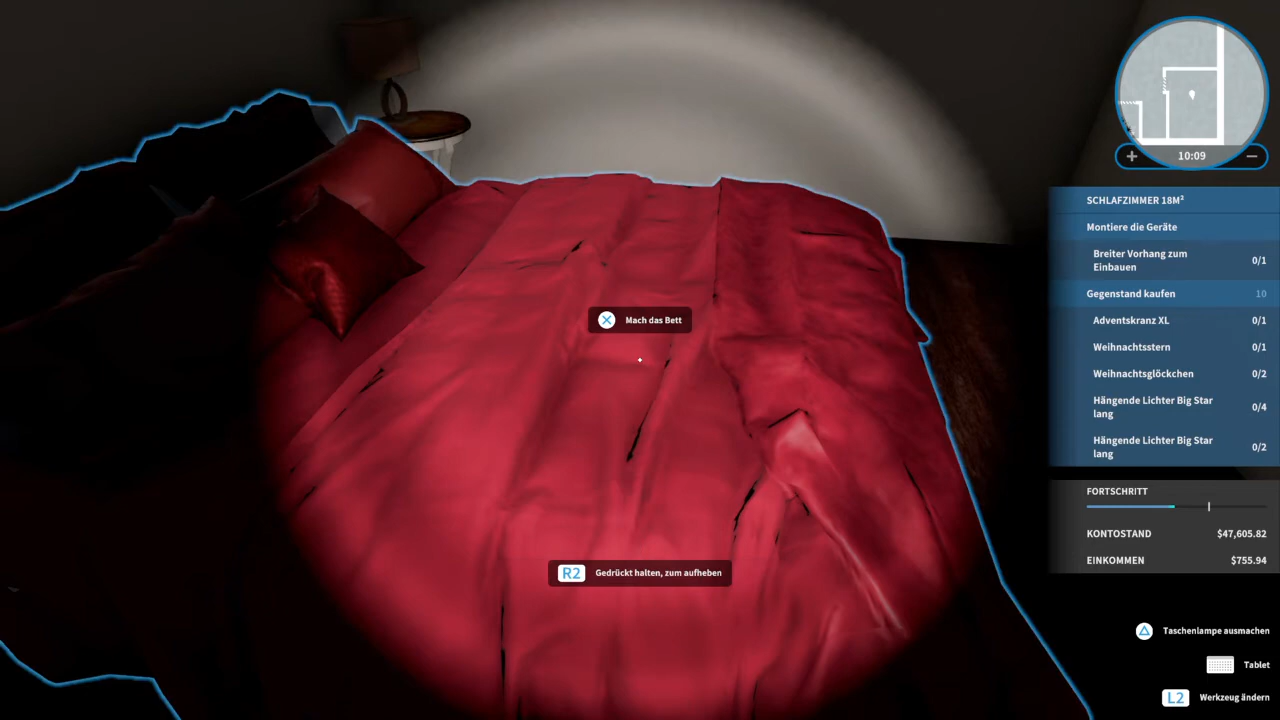 10:09
SCHLAFZIMMER 18M²
Montiere die Geräte
Breiter Vorhang zum
Einbauen 0/1
Gegenstand kaufen 10
Adventskranz XL 0/1
Weihnachtsstern 0/1
Weihnachtsglöckchen 0/2
Hängende Lichter Big Star
lang 0/4
Hängende Lichter Big Star
lang 0/2
Mach das Bett
FORTSCHRITT
KONTOSTAND $47,605.82
EINKOMMEN $755.94
R2 Gedrückt halten, zum aufheben
Taschenlampe ausmachen
Tablet
L2 Werkzeug ändern